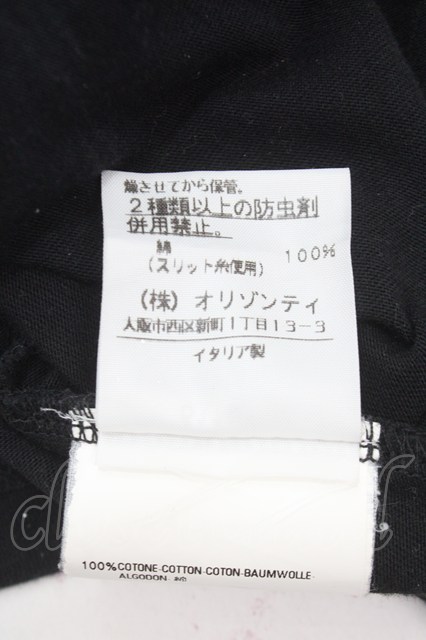 燥させてから保管。
2種類以上の防虫剤
併用禁止。
綿 100%
(スリット糸使用)
(株) オリゾンティ
大阪市西区新町1丁目13-3
イタリア製
100%COTONE-COTTON-COTON-BAUMWOLLE-
ALGODON-